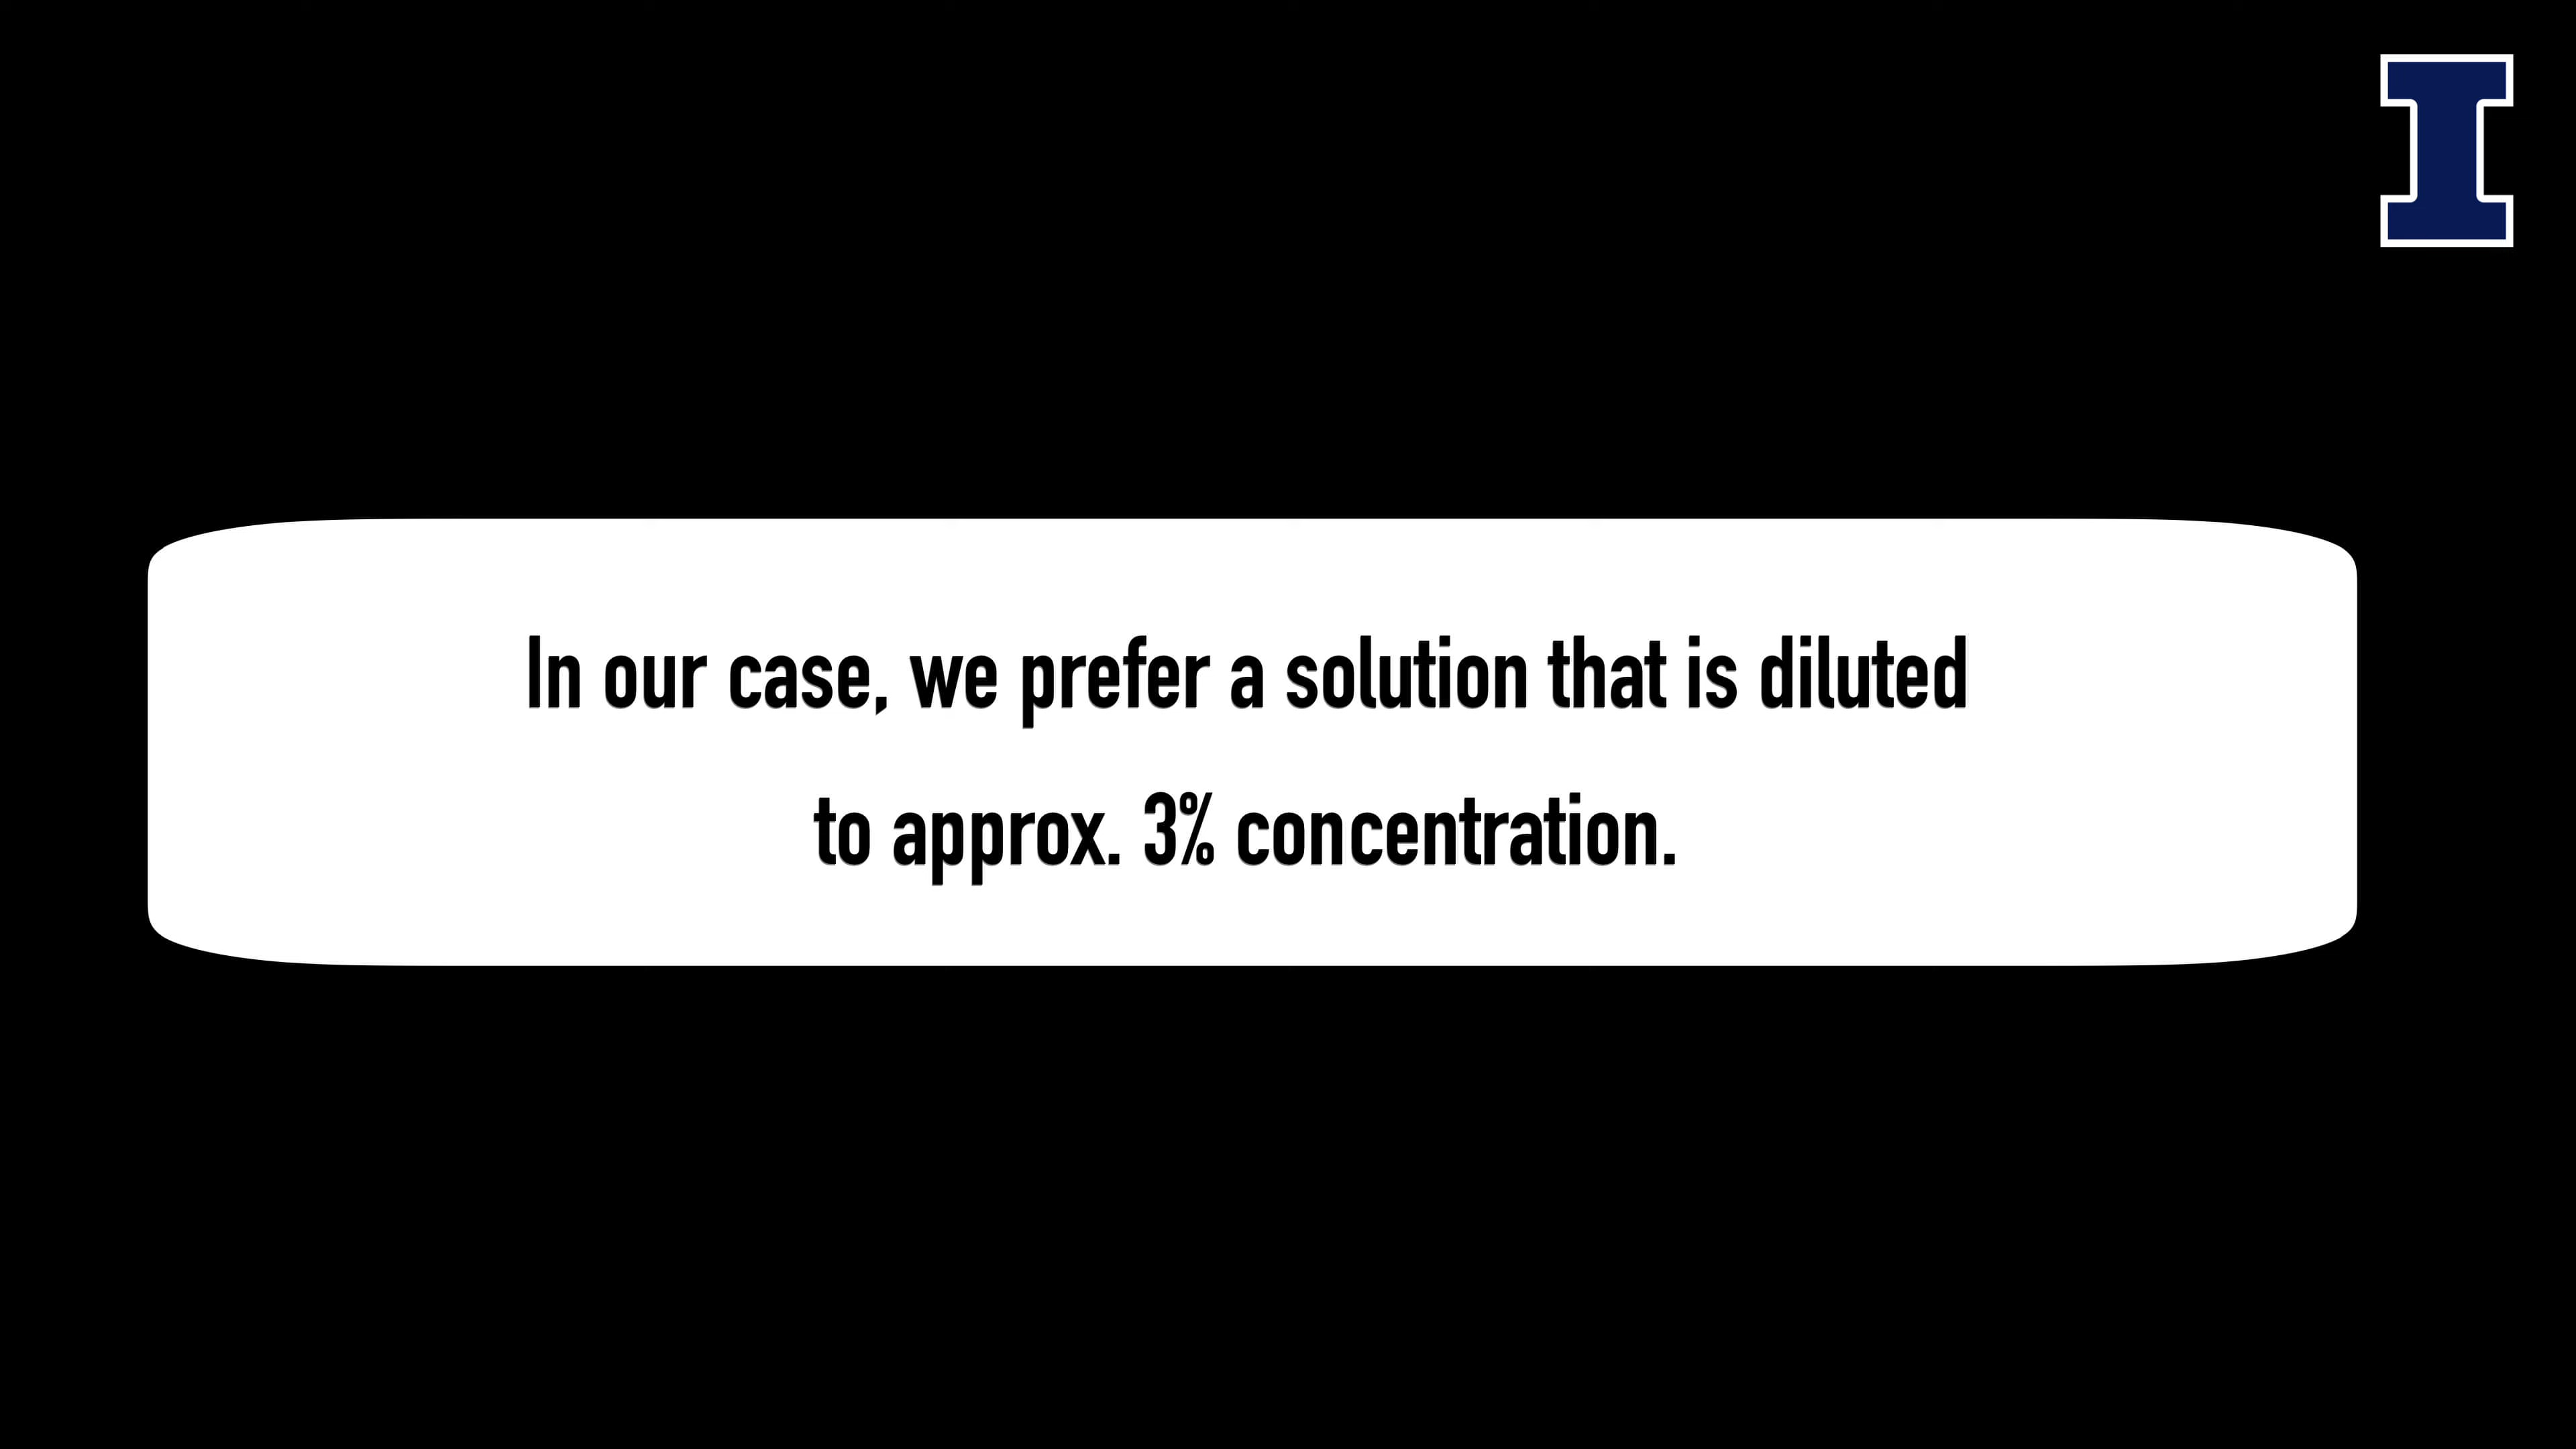 I
In our case, we prefer a solution that is diluted
to approx. 3% concentration.